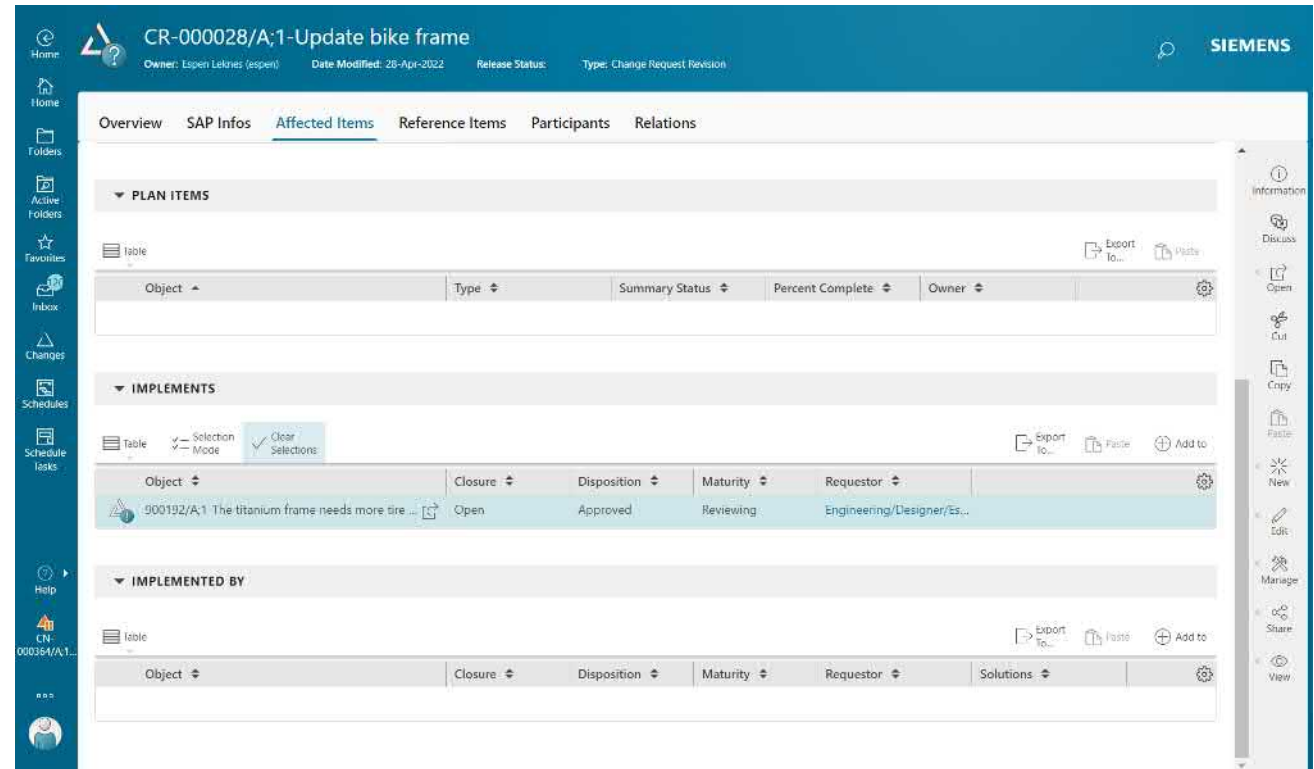 Home
CR-000028/A;1-Update bike frame
Owner: Espen Leknes (espen) Date Modified: 28-Apr-2022 Release Status: Type: Change Request Revision
SIEMENS
Home
Folders
Active
Folders
Favorites
Inbox
Changes
Schedules
Schedule
Tasks
Help
CN-
000364/A;1...
Overview SAP Infos Affected Items Reference Items Participants Relations
PLAN ITEMS
Table
Export
To...
Paste
Object Type Summary Status Percent Complete Owner
IMPLEMENTS
Table
Selection
Mode
Clear
Selections
Export
To...
Paste
Add to
Object Closure Disposition Maturity Requestor
900192/A;1 The titanium frame needs more tire ... Open Approved Reviewing Engineering/Designer/Es...
IMPLEMENTED BY
Table
Export
To...
Paste
Add to
Object Closure Disposition Maturity Requestor Solutions
Information
Discuss
Open
Cut
Copy
Paste
New
Edit
Manage
Share
View